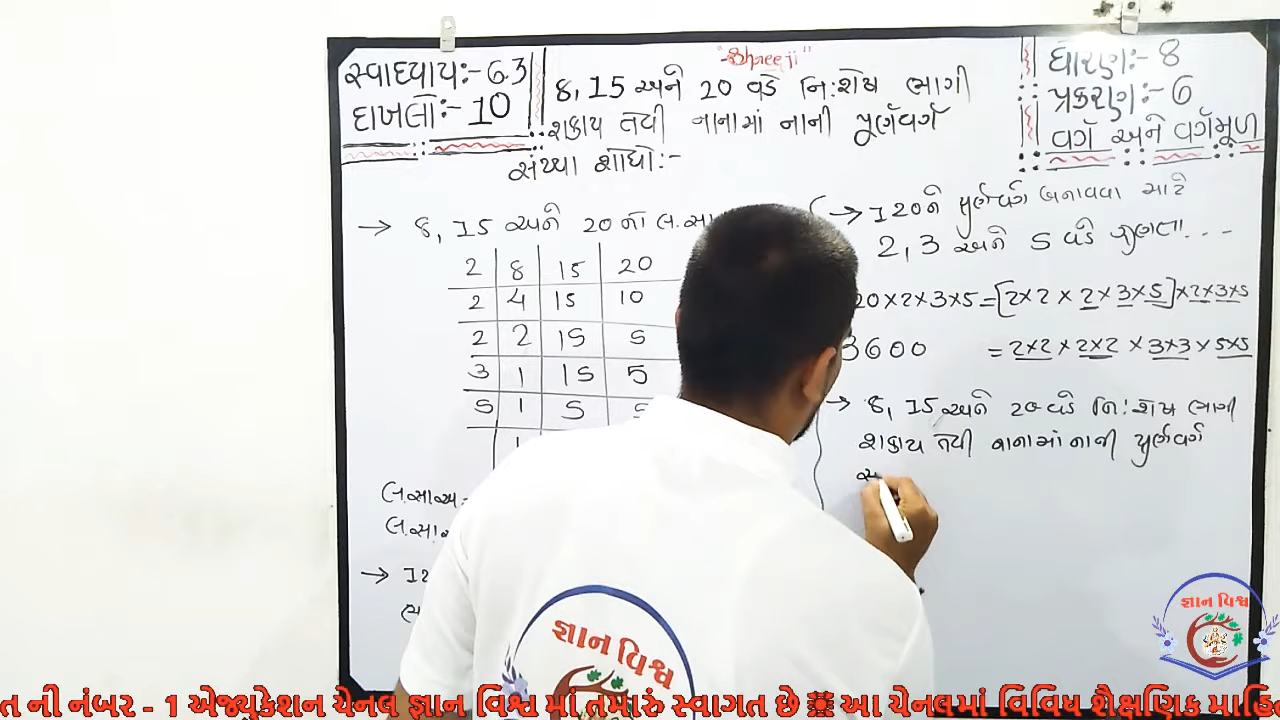 સ્વાધ્યાય:- 6.3
દાખલો:- 10
"Shreeji"
8, 15 અને 20 વડે નિ:શેષ ભાગી
શકાય તેવી નાનામાં નાની પૂર્ણવર્ગ
સંખ્યા શોધો:-
ધોરણ:- 8
પ્રકરણ:- 6
વર્ગ અને વર્ગમૂળ
→ 8, 15 અને 20 ના લ.સા
2 8 15 20
2 4 15 10
2 2 15 5
3 1 15 5
5 1 5 5
લ.સા.અ.
લ.સા
→ 12
→ 120ને પૂર્ણવર્ગ બનાવવા માટે
2, 3 અને 5 વડે ગુણતા...
20×2×3×5 = [2×2 × 2×3×5]×2×3×5
3600 = 2×2 × 2×2 × 3×3 × 5×5
→ 8, 15 અને 20 વડે નિ:શેષ ભાગી
શકાય તેવી નાનામાં નાની પૂર્ણવર્ગ
સ
જ્ઞાન વિશ્વ
જ્ઞાન વિશ્વ
ત ની નંબર - 1 એજ્યુકેશન ચેનલ જ્ઞાન વિશ્વ માં તમારું સ્વાગત છે આ ચેનલમાં વિવિધ શૈક્ષણિક માહિ